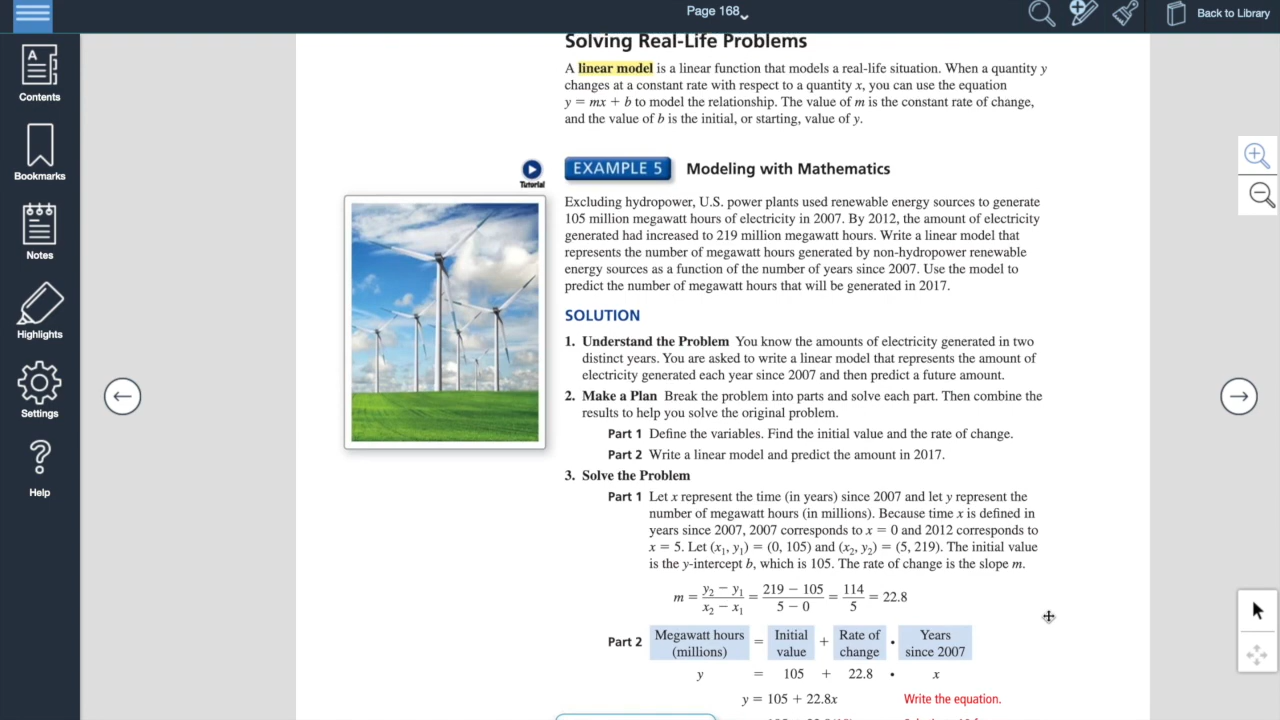 Page 168
Back to Library
Contents
Bookmarks
Notes
Highlights
Settings
Help
Solving Real-Life Problems
A linear model is a linear function that models a real-life situation. When a quantity y
changes at a constant rate with respect to a quantity x, you can use the equation
y = mx + b to model the relationship. The value of m is the constant rate of change,
and the value of b is the initial, or starting, value of y.
Tutorial
EXAMPLE 5 Modeling with Mathematics
Excluding hydropower, U.S. power plants used renewable energy sources to generate
105 million megawatt hours of electricity in 2007. By 2012, the amount of electricity
generated had increased to 219 million megawatt hours. Write a linear model that
represents the number of megawatt hours generated by non-hydropower renewable
energy sources as a function of the number of years since 2007. Use the model to
predict the number of megawatt hours that will be generated in 2017.
SOLUTION
1. Understand the Problem You know the amounts of electricity generated in two
distinct years. You are asked to write a linear model that represents the amount of
electricity generated each year since 2007 and then predict a future amount.
2. Make a Plan Break the problem into parts and solve each part. Then combine the
results to help you solve the original problem.
Part 1 Define the variables. Find the initial value and the rate of change.
Part 2 Write a linear model and predict the amount in 2017.
3. Solve the Problem
Part 1 Let x represent the time (in years) since 2007 and let y represent the
number of megawatt hours (in millions). Because time x is defined in
years since 2007, 2007 corresponds to x = 0 and 2012 corresponds to
x = 5. Let (x₁, y₁) = (0, 105) and (x₂, y₂) = (5, 219). The initial value
is the y-intercept b, which is 105. The rate of change is the slope m.
m = y₂ − y₁ / x₂ − x₁ = 219 − 105 / 5 − 0 = 114 / 5 = 22.8
Part 2 Megawatt hours (millions) = Initial value + Rate of change • Years since 2007
y = 105 + 22.8 • x
y = 105 + 22.8x Write the equation.